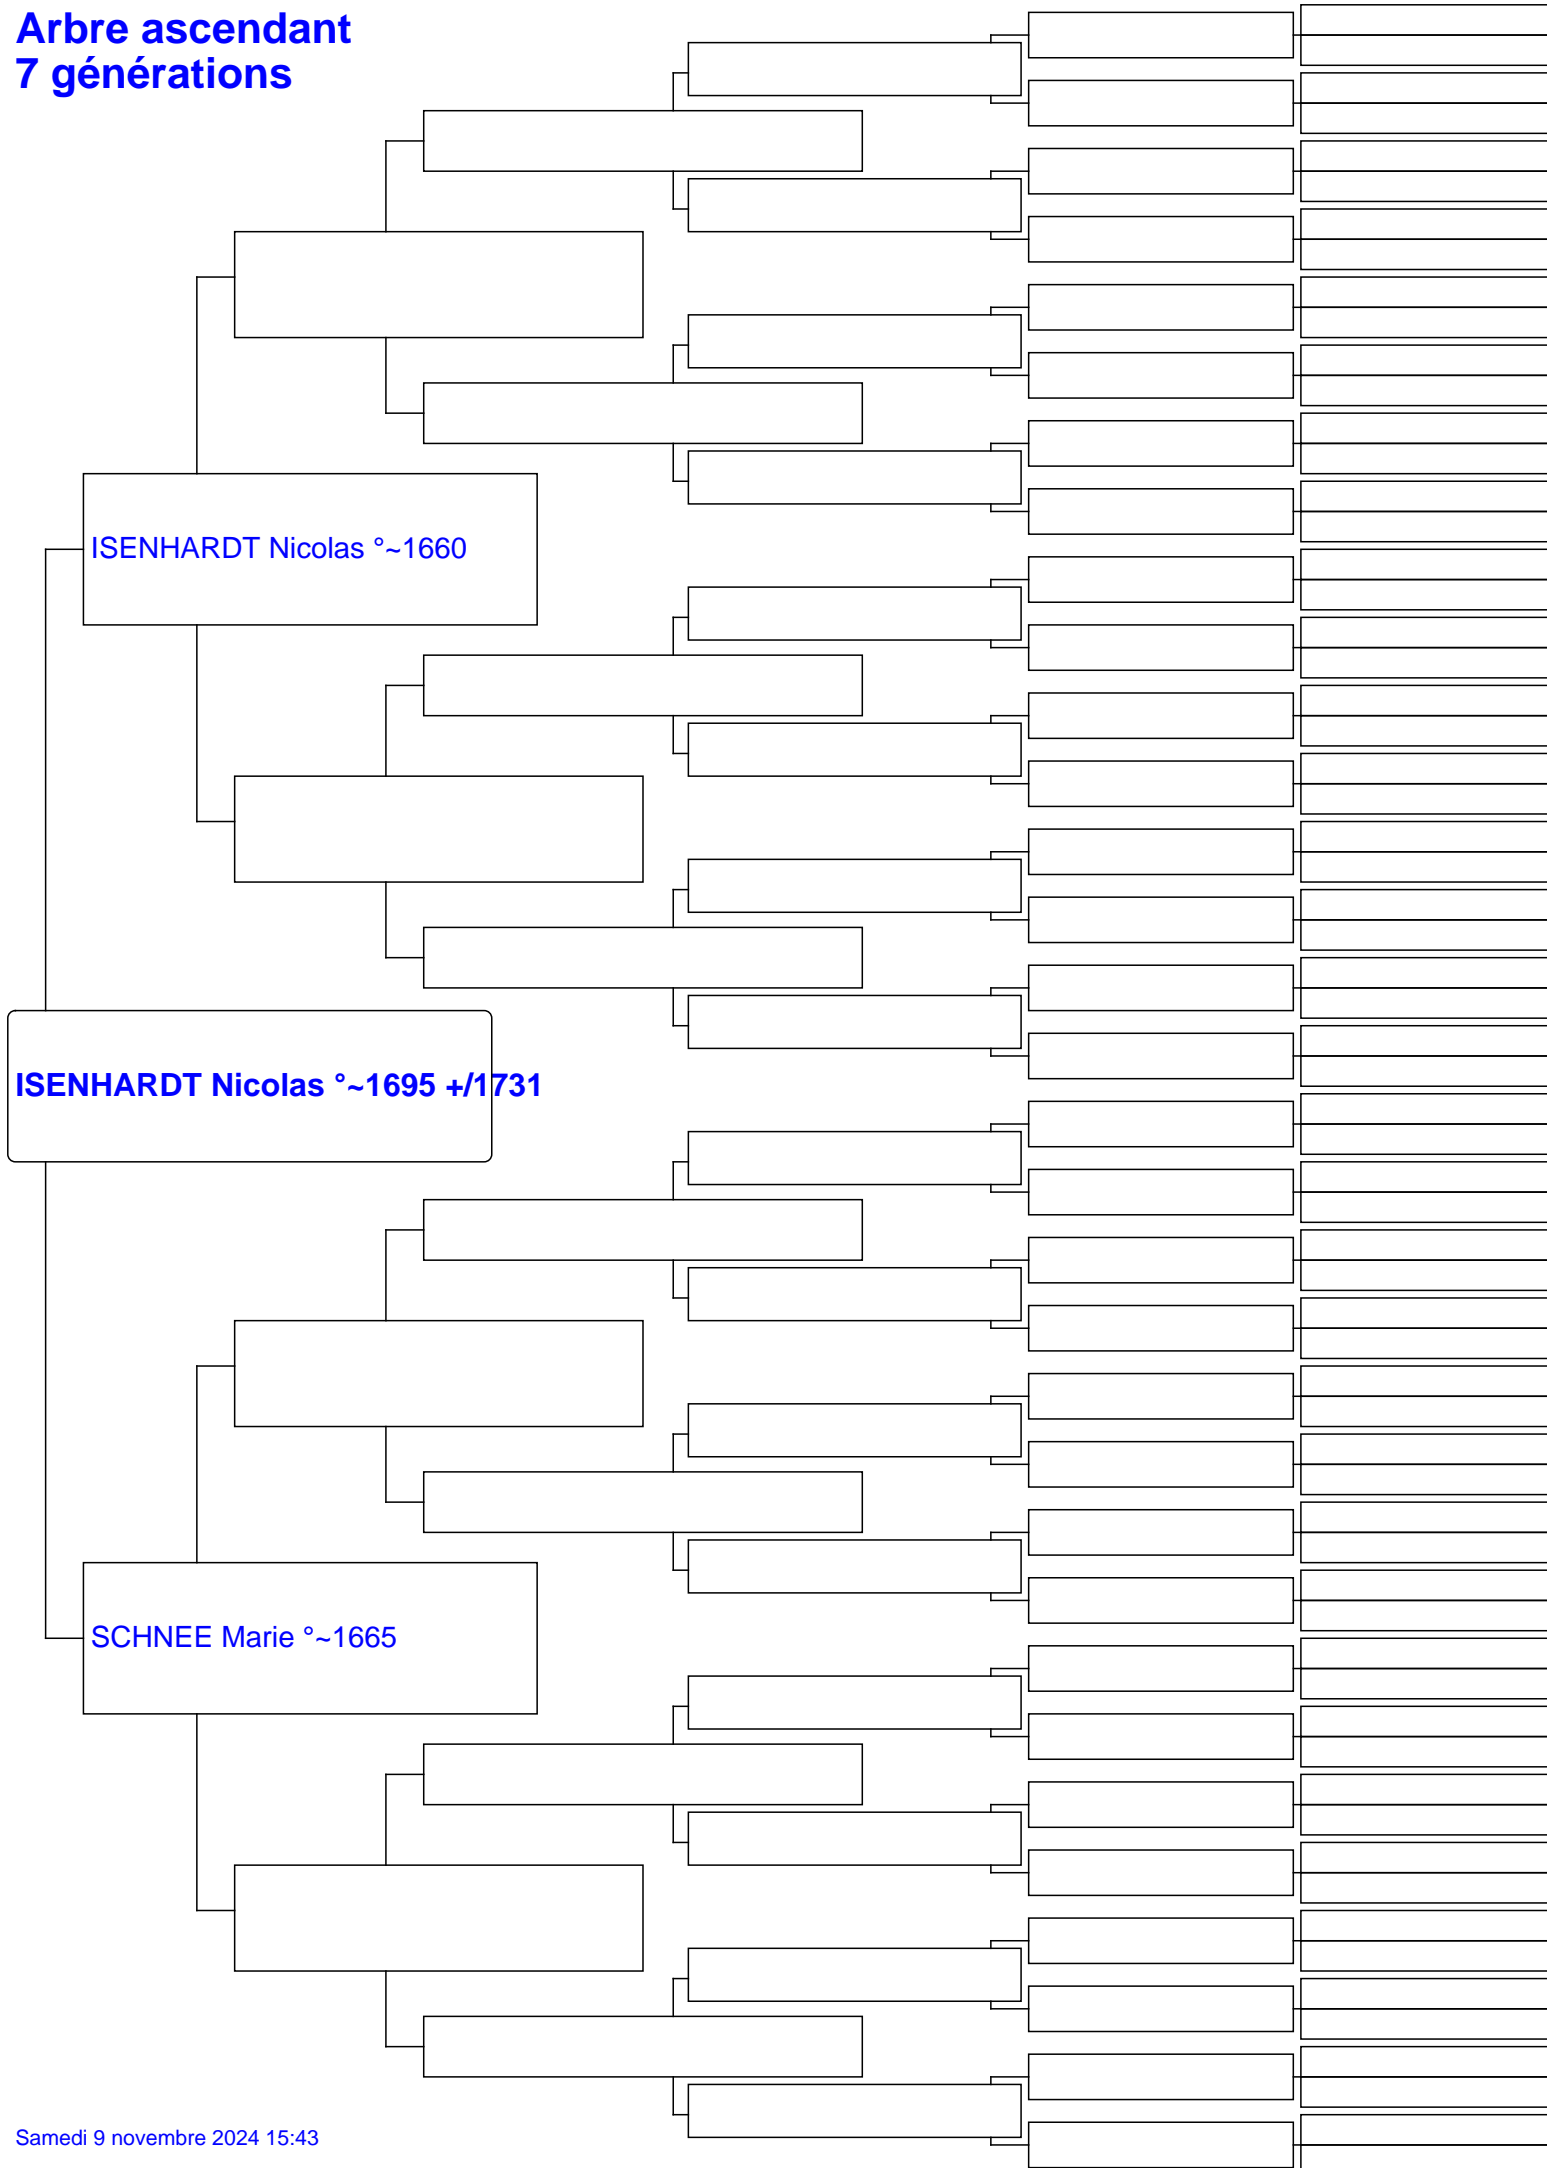 Arbre ascendant
7 générations
ISENHARDT Nicolas °~1660
ISENHARDT Nicolas °~1695 +/1731
SCHNEE Marie °~1665
Samedi 9 novembre 2024 15:43